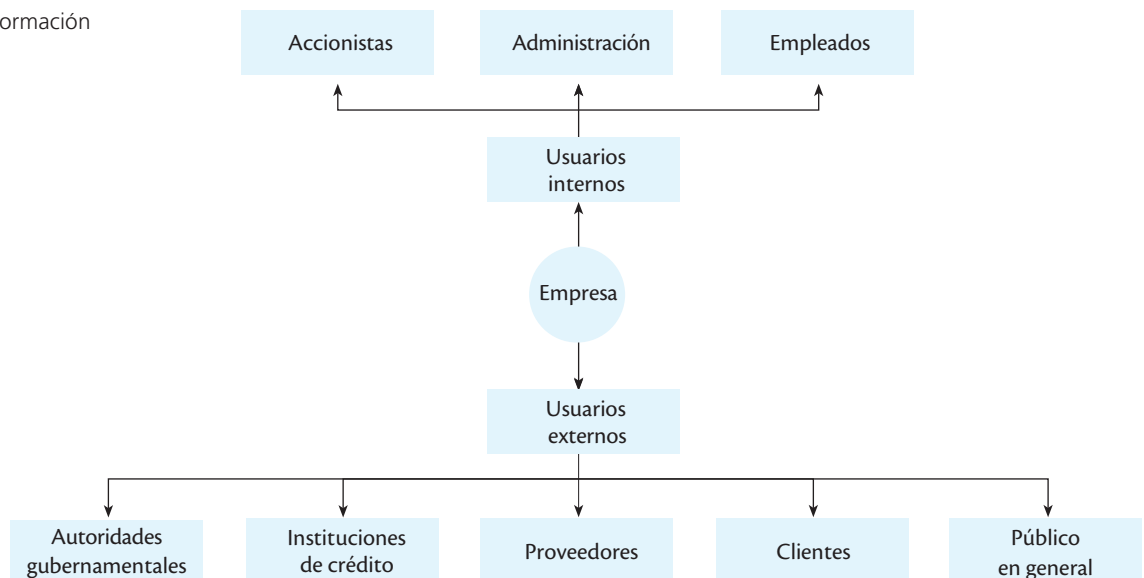 ormación
Accionistas
Administración
Empleados
Usuarios
internos
Empresa
Usuarios
externos
Autoridades
gubernamentales
Instituciones
de crédito
Proveedores
Clientes
Público
en general